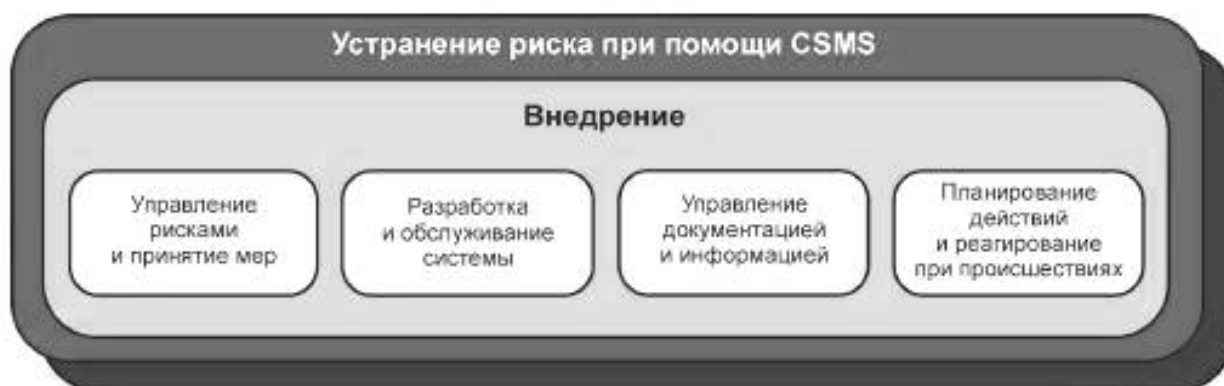 Устранение риска при помощи CSMS
Внедрение
Управление
рисками
и принятие мер
Разработка
и обслуживание
системы
Управление
документацией
и информацией
Планирование
действий
и реагирование
при происшествиях